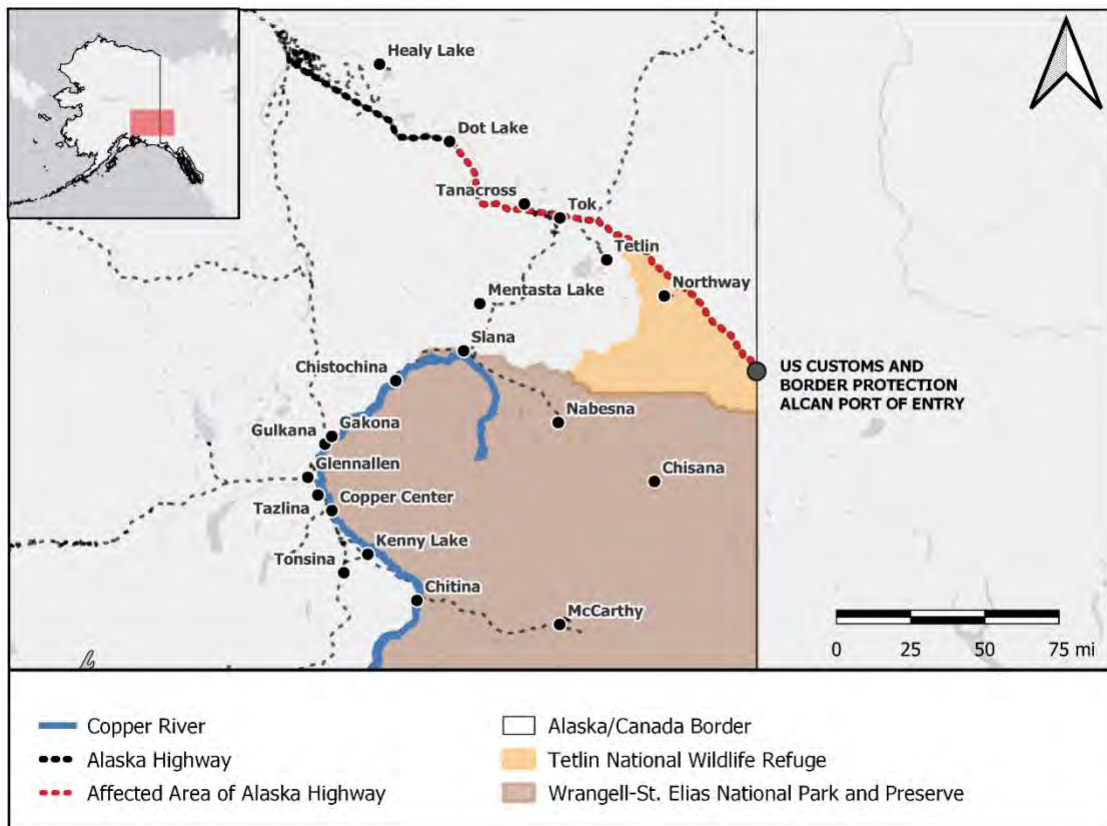 Healy Lake
Dot Lake
Tanacross
Tok
Tetlin
Northway
Mentasta Lake
Slana
US CUSTOMS AND
BORDER PROTECTION
ALCAN PORT OF ENTRY
Chistochina
Nabesna
Gakona
Gulkana
Glennallen
Chisana
Copper Center
Tazlina
Kenny Lake
Tonsina
Chitina
McCarthy
0 25 50 75 mi
Copper River
Alaska Highway
Affected Area of Alaska Highway
Alaska/Canada Border
Tetlin National Wildlife Refuge
Wrangell-St. Elias National Park and Preserve